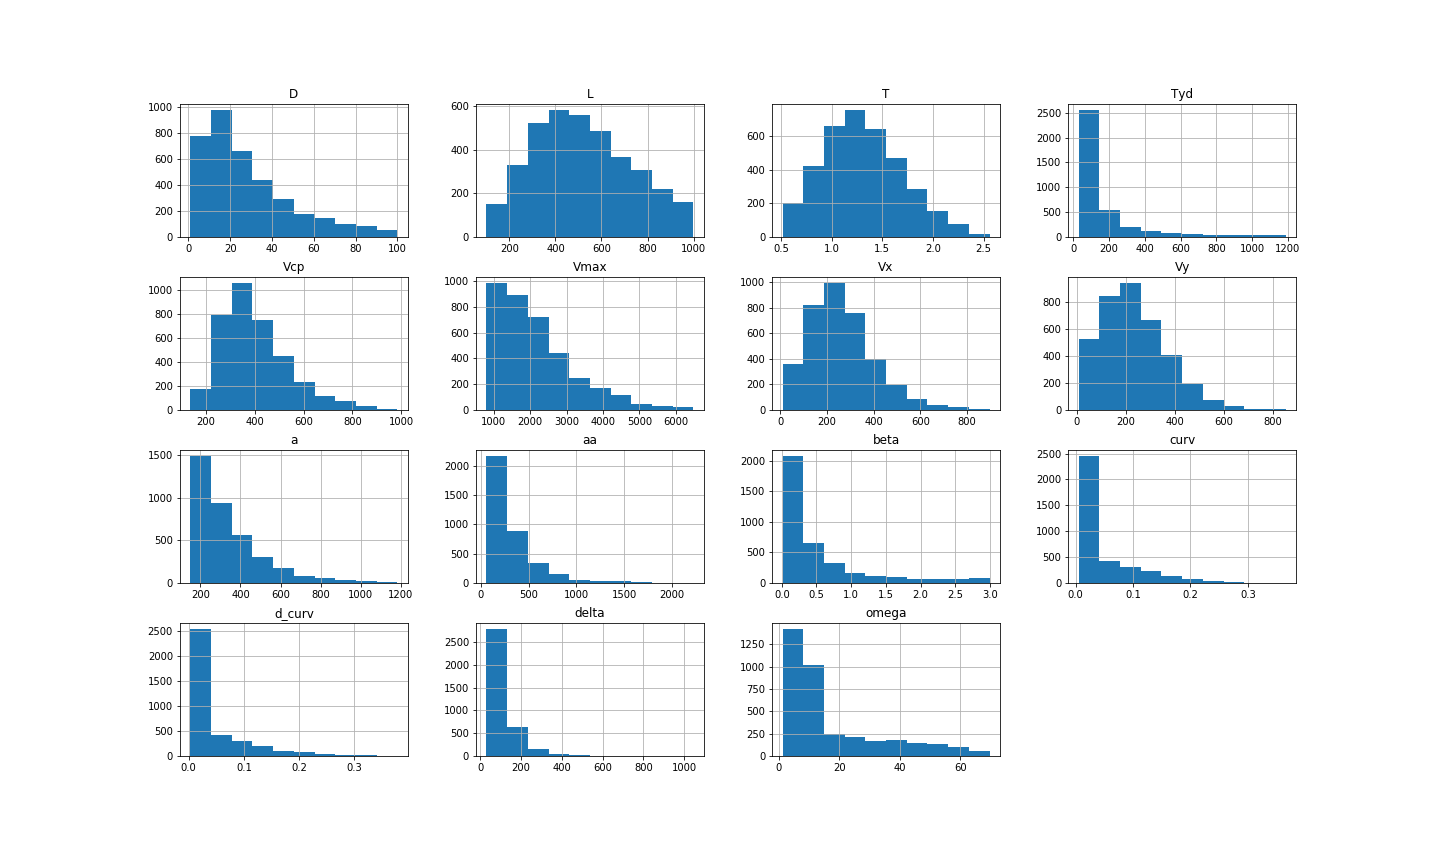 D L T Tyd
1000 800 600 400 200 0
0 20 40 60 80 100
600 400 200 0
200 400 600 800 1000
600 400 200 0
0.5 1.0 1.5 2.0 2.5
2500 2000 1500 1000 500 0
0 200 400 600 800 1000 1200
Vcp Vmax Vx Vy
1000 800 600 400 200 0
200 400 600 800 1000
1000 800 600 400 200 0
1000 2000 3000 4000 5000 6000
1000 800 600 400 200 0
0 200 400 600 800
800 600 400 200 0
0 200 400 600 800
a aa beta curv
1500 1000 500 0
200 400 600 800 1000 1200
2000 1500 1000 500 0
0 500 1000 1500 2000
2000 1500 1000 500 0
0.0 0.5 1.0 1.5 2.0 2.5 3.0
2500 2000 1500 1000 500 0
0.0 0.1 0.2 0.3
d_curv delta omega
2500 2000 1500 1000 500 0
0.0 0.1 0.2 0.3
2500 2000 1500 1000 500 0
0 200 400 600 800 1000
1250 1000 750 500 250 0
0 20 40 60